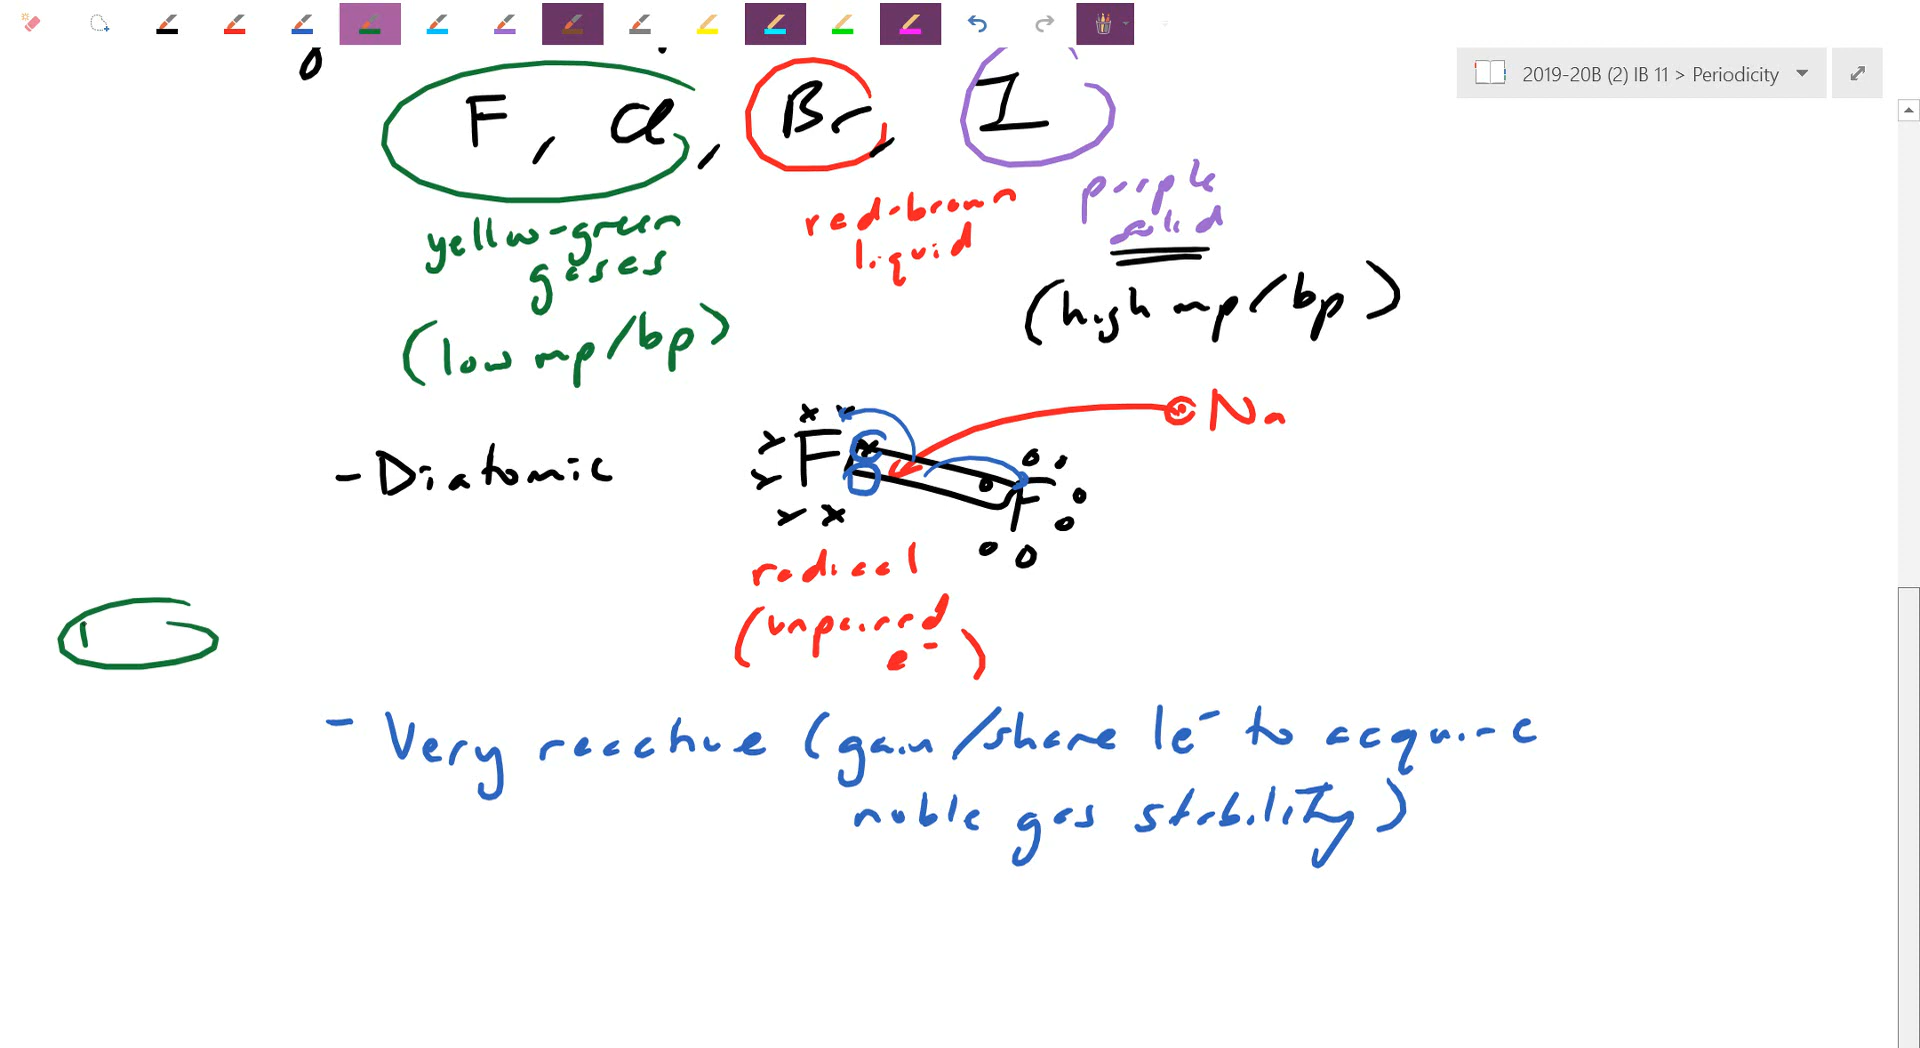 2019-20B (2) IB 11 > Periodicity
F, Cl, Br, I
yellow-green
gases
(low mp/bp)
red-brown
liquid
purple
solid
(high mp/bp)
- Diatomic
F
F
Na
radical
(unpaired
e⁻)
- Very reactive (gain/share 1e⁻ to acquire
noble gas stability)